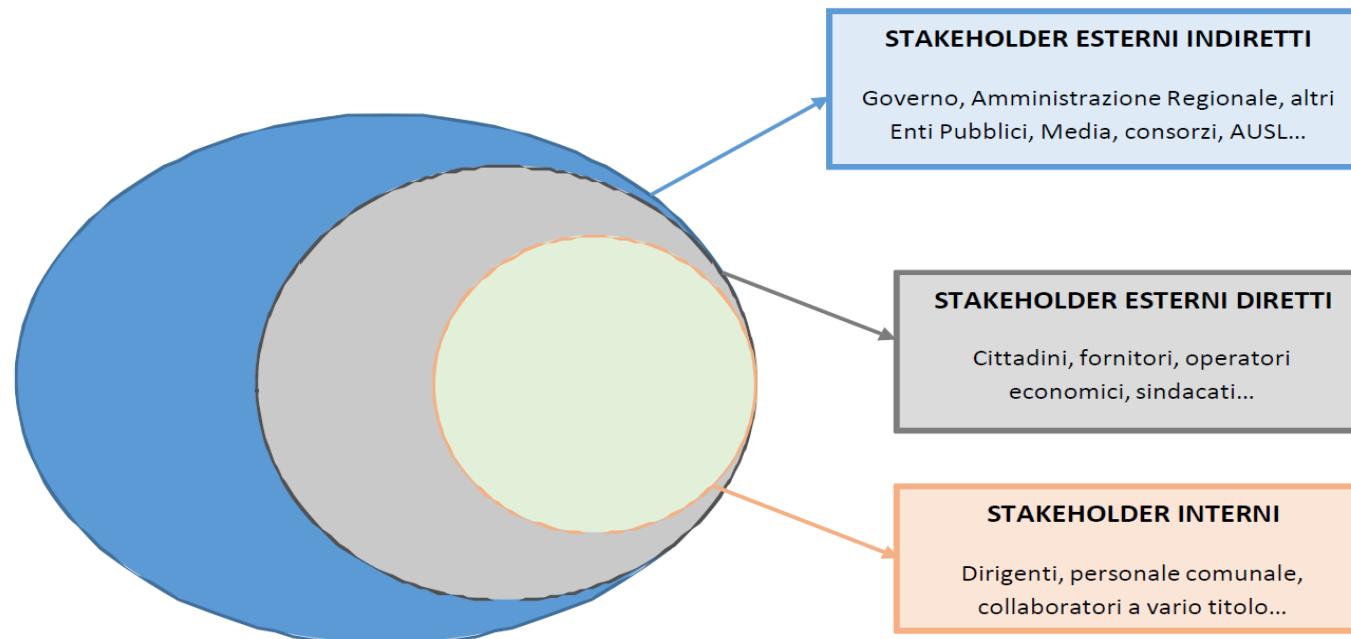 STAKEHOLDER ESTERNI INDIRETTI
Governo, Amministrazione Regionale, altri
Enti Pubblici, Media, consorzi, AUSL...
STAKEHOLDER ESTERNI DIRETTI
Cittadini, fornitori, operatori
economici, sindacati...
STAKEHOLDER INTERNI
Dirigenti, personale comunale,
collaboratori a vario titolo...